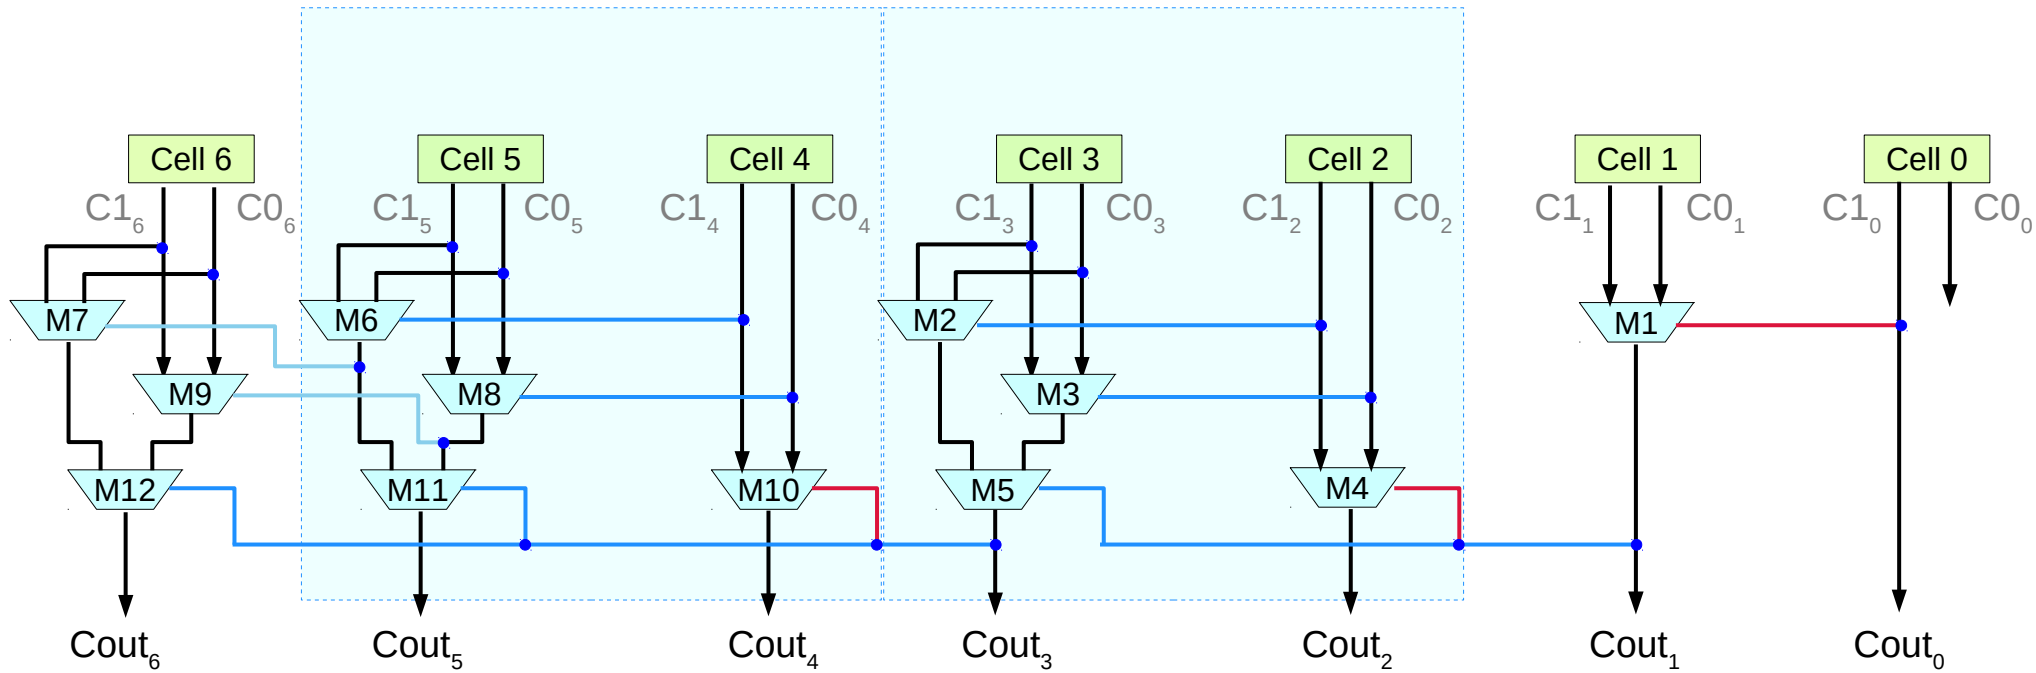 Cell 6 Cell 5 Cell 4 Cell 3 Cell 2 Cell 1 Cell 0
C1₆ C0₆ C1₅ C0₅ C1₄ C0₄ C1₃ C0₃ C1₂ C0₂ C1₁ C0₁ C1₀ C0₀
M7 M6 M2 M1
M9 M8 M3
M12 M11 M10 M5 M4
Cout₆ Cout₅ Cout₄ Cout₃ Cout₂ Cout₁ Cout₀